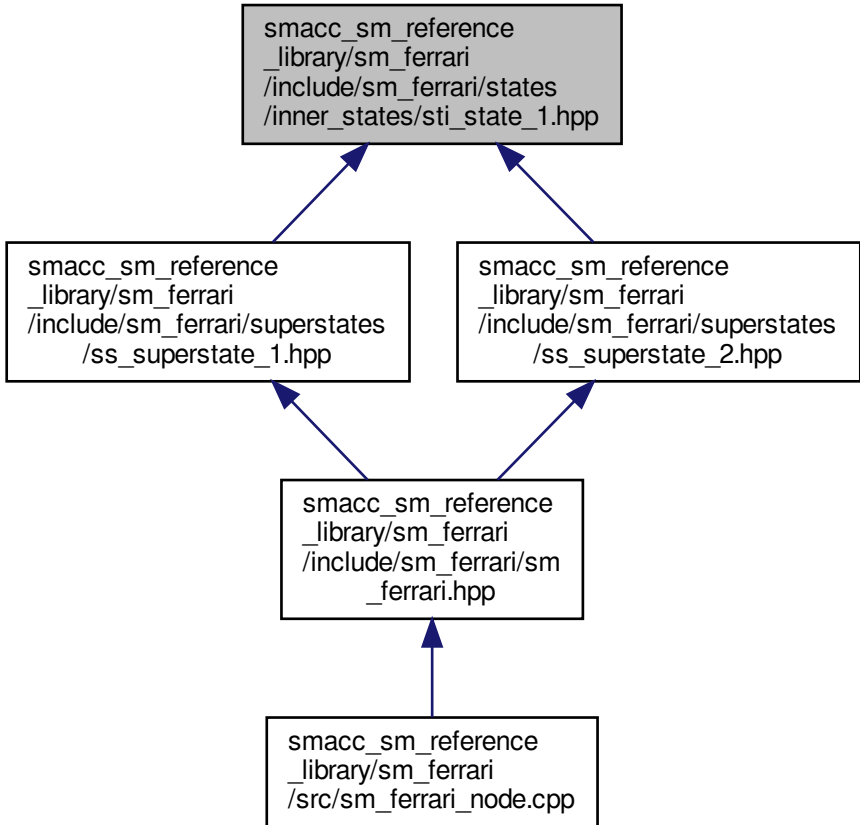 smacc_sm_reference
_library/sm_ferrari
/include/sm_ferrari/states
/inner_states/sti_state_1.hpp
smacc_sm_reference
_library/sm_ferrari
/include/sm_ferrari/superstates
/ss_superstate_1.hpp
smacc_sm_reference
_library/sm_ferrari
/include/sm_ferrari/superstates
/ss_superstate_2.hpp
smacc_sm_reference
_library/sm_ferrari
/include/sm_ferrari/sm
_ferrari.hpp
smacc_sm_reference
_library/sm_ferrari
/src/sm_ferrari_node.cpp